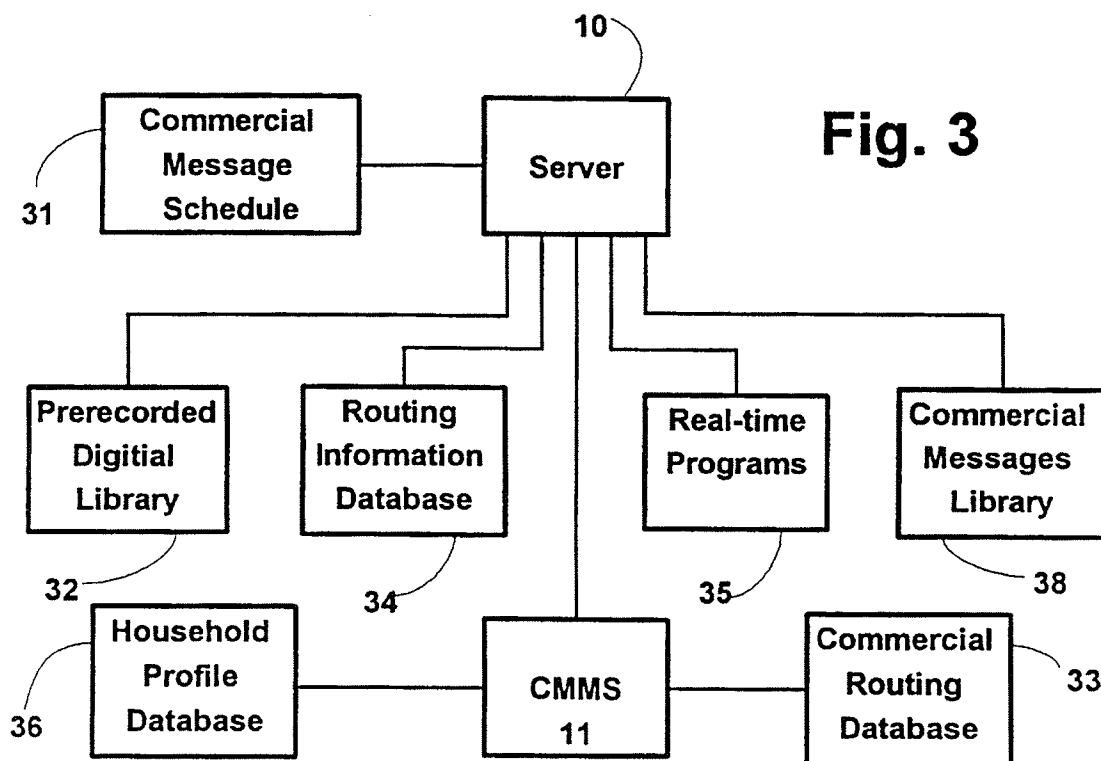 10
Fig. 3
Commercial
Message
Schedule
31
Server
Prerecorded
Digitial
Library
32
Routing
Information
Database
34
Real-time
Programs
35
Commercial
Messages
Library
38
Household
Profile
Database
36
CMMS
11
Commercial
Routing
Database
33